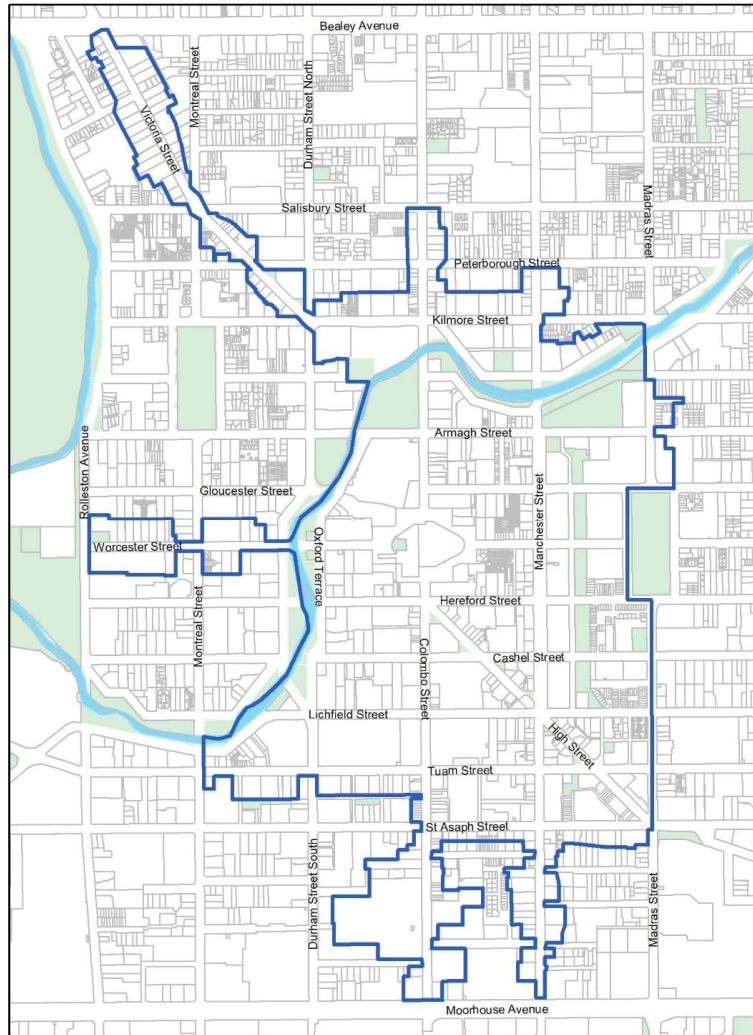 Bealey Avenue
Montreal Street
Durham Street North
Victoria Street
Salisbury Street
Madras Street
Peterborough Street
Kilmore Street
Armagh Street
Rolleston Avenue
Gloucester Street
Manchester Street
Worcester Street
Oxford Terrace
Hereford Street
Montreal Street
Colombo Street
Cashel Street
Lichfield Street
High Street
Tuam Street
St Asaph Street
Durham Street South
Madras Street
Moorhouse Avenue